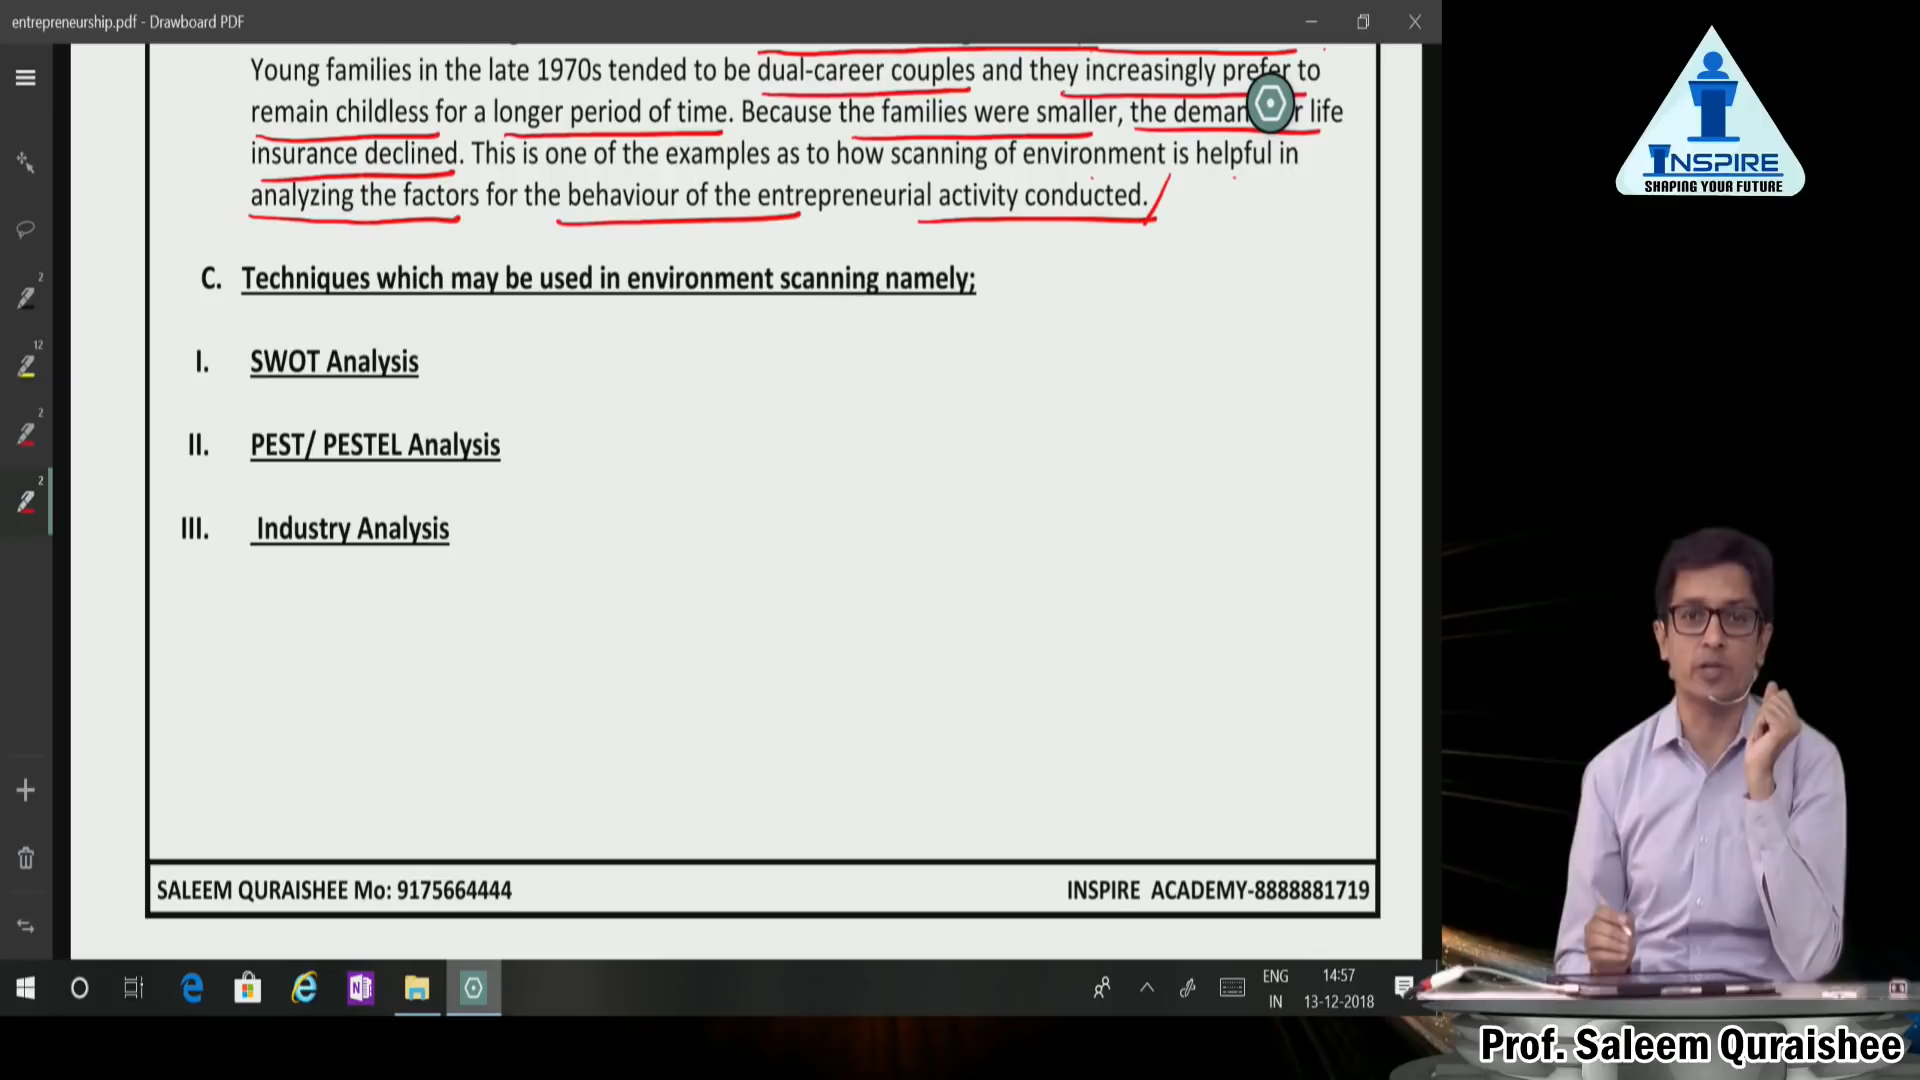 entrepreneurship.pdf - Drawboard PDF
Young families in the late 1970s tended to be dual-career couples and they increasingly prefer to
remain childless for a longer period of time. Because the families were smaller, the deman r life
insurance declined. This is one of the examples as to how scanning of environment is helpful in
analyzing the factors for the behaviour of the entrepreneurial activity conducted.
C. Techniques which may be used in environment scanning namely;
I. SWOT Analysis
II. PEST/ PESTEL Analysis
III. Industry Analysis
SALEEM QURAISHEE Mo: 9175664444
INSPIRE ACADEMY-8888881719
2
12
2
2
ENG
IN
14:57
13-12-2018
INSPIRE
SHAPING YOUR FUTURE
Prof. Saleem Quraishee